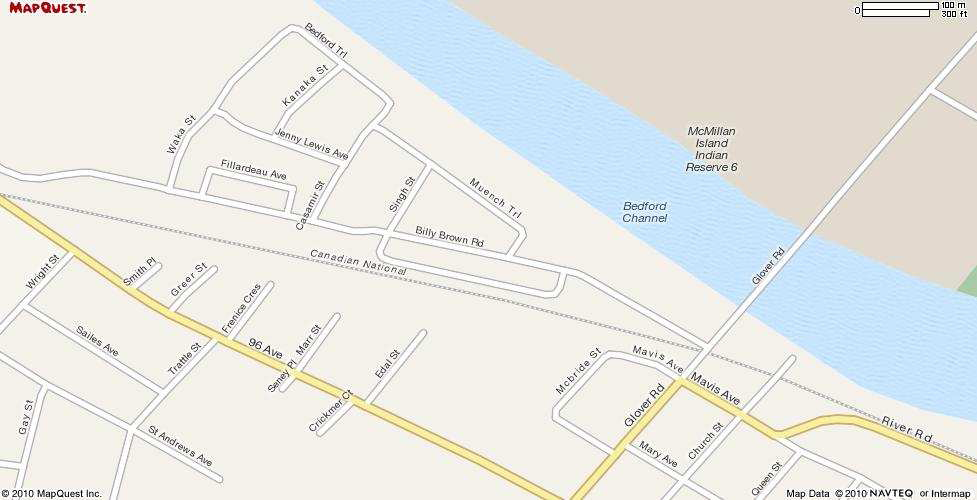 MAPQUEST.
0 100 m
300 ft
Bedford Trl
Kanaka St
Waka St
Jenny Lewis Ave
McMillan
Island
Indian
Reserve 6
Fillardeau Ave
Casamir St
Singh St
Muench Trl
Bedford
Channel
Billy Brown Rd
Canadian National
Glover Rd
Wright St
Smith Pl
Greer St
Frenice Cres
Sailes Ave
Trattle St
96 Ave
Seney Pl
Marr St
Edal St
Crickmer Ct
Mcbride St
Mavis Ave
Mavis Ave
Glover Rd
River Rd
Gay St
St Andrews Ave
Mary Ave
Church St
Queen St
© 2010 MapQuest Inc.
Map Data © 2010 NAVTEQ or Intermap